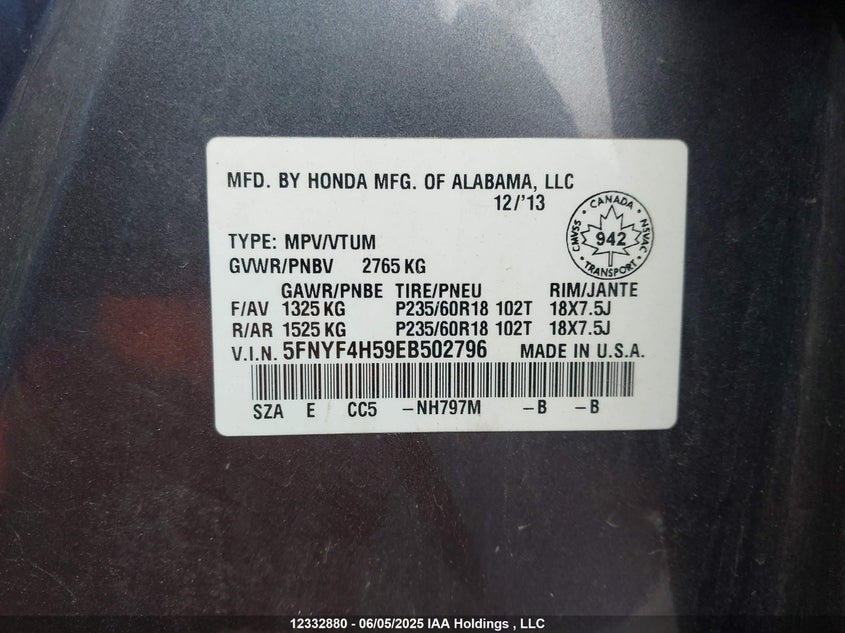 MFD. BY HONDA MFG. OF ALABAMA, LLC
12/'13
CANADA
CMVSS 942 NSVAC
TRANSPORT
TYPE: MPV/VTUM
GVWR/PNBV 2765 KG
GAWR/PNBE TIRE/PNEU RIM/JANTE
F/AV 1325 KG P235/60R18 102T 18X7.5J
R/AR 1525 KG P235/60R18 102T 18X7.5J
V.I.N. 5FNYF4H59EB502796 MADE IN U.S.A.
SZA E CC5 -NH797M -B -B
12332880 - 06/05/2025 IAA Holdings , LLC